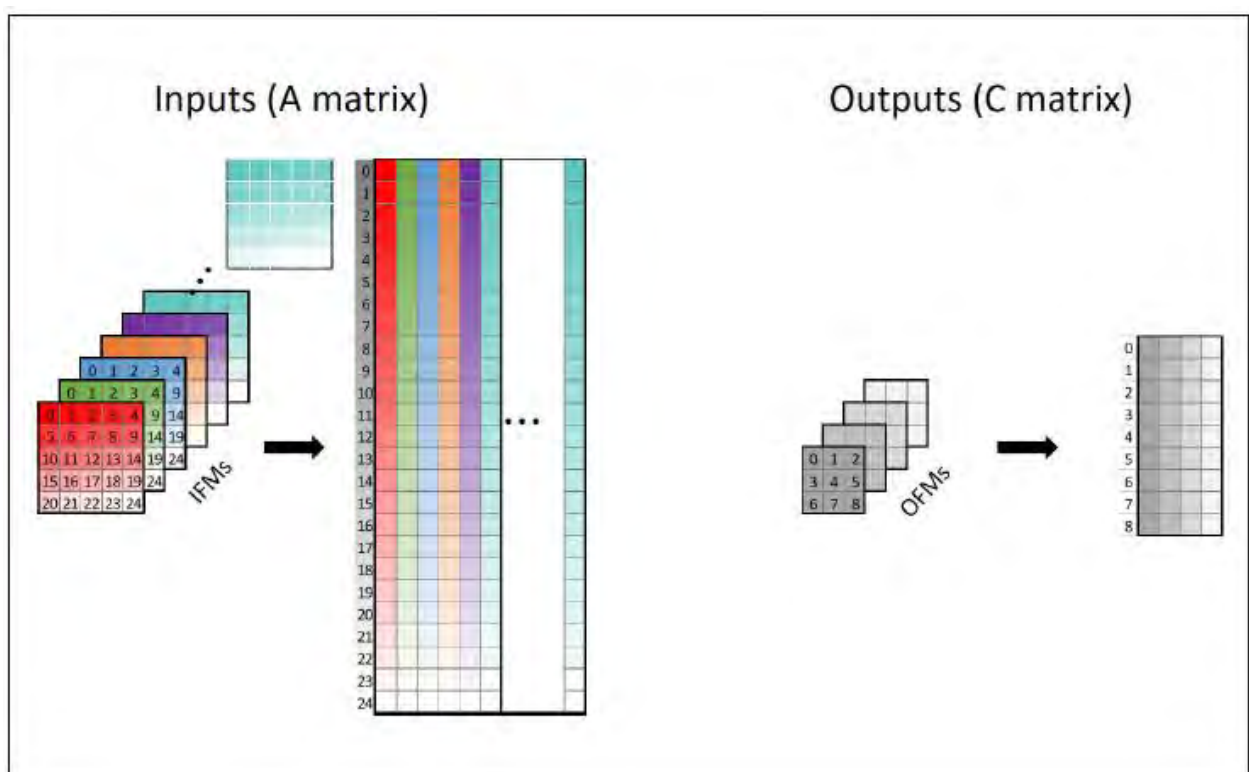 Inputs (A matrix)
Outputs (C matrix)
0
1
2
3
4
5
6
7
8
9
10
11
12
13
14
15
16
17
18
19
20
21
22
23
24
...
0 1 2 3 4
0 1 2 3 4 9
0 1 2 3 4 9 14
5 6 7 8 9 14 19
10 11 12 13 14 19 24
15 16 17 18 19 24
20 21 22 23 24
IFMs
0 1 2
3 4 5
6 7 8
OFMs
0
1
2
3
4
5
6
7
8